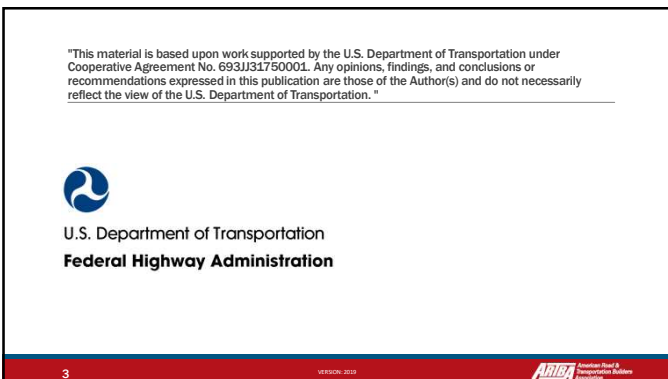 "This material is based upon work supported by the U.S. Department of Transportation under
Cooperative Agreement No. 693JJ31750001. Any opinions, findings, and conclusions or
recommendations expressed in this publication are those of the Author(s) and do not necessarily
reflect the view of the U.S. Department of Transportation. "
U.S. Department of Transportation
Federal Highway Administration
3
VERSION: 2019
ARTBA
American Road &
Transportation Builders
Association